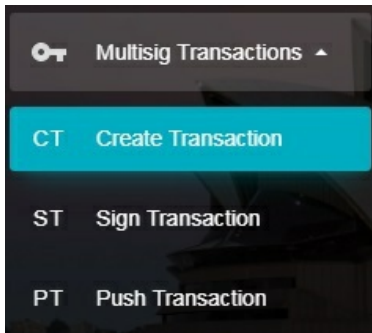 Multisig Transactions
CT Create Transaction
ST Sign Transaction
PT Push Transaction